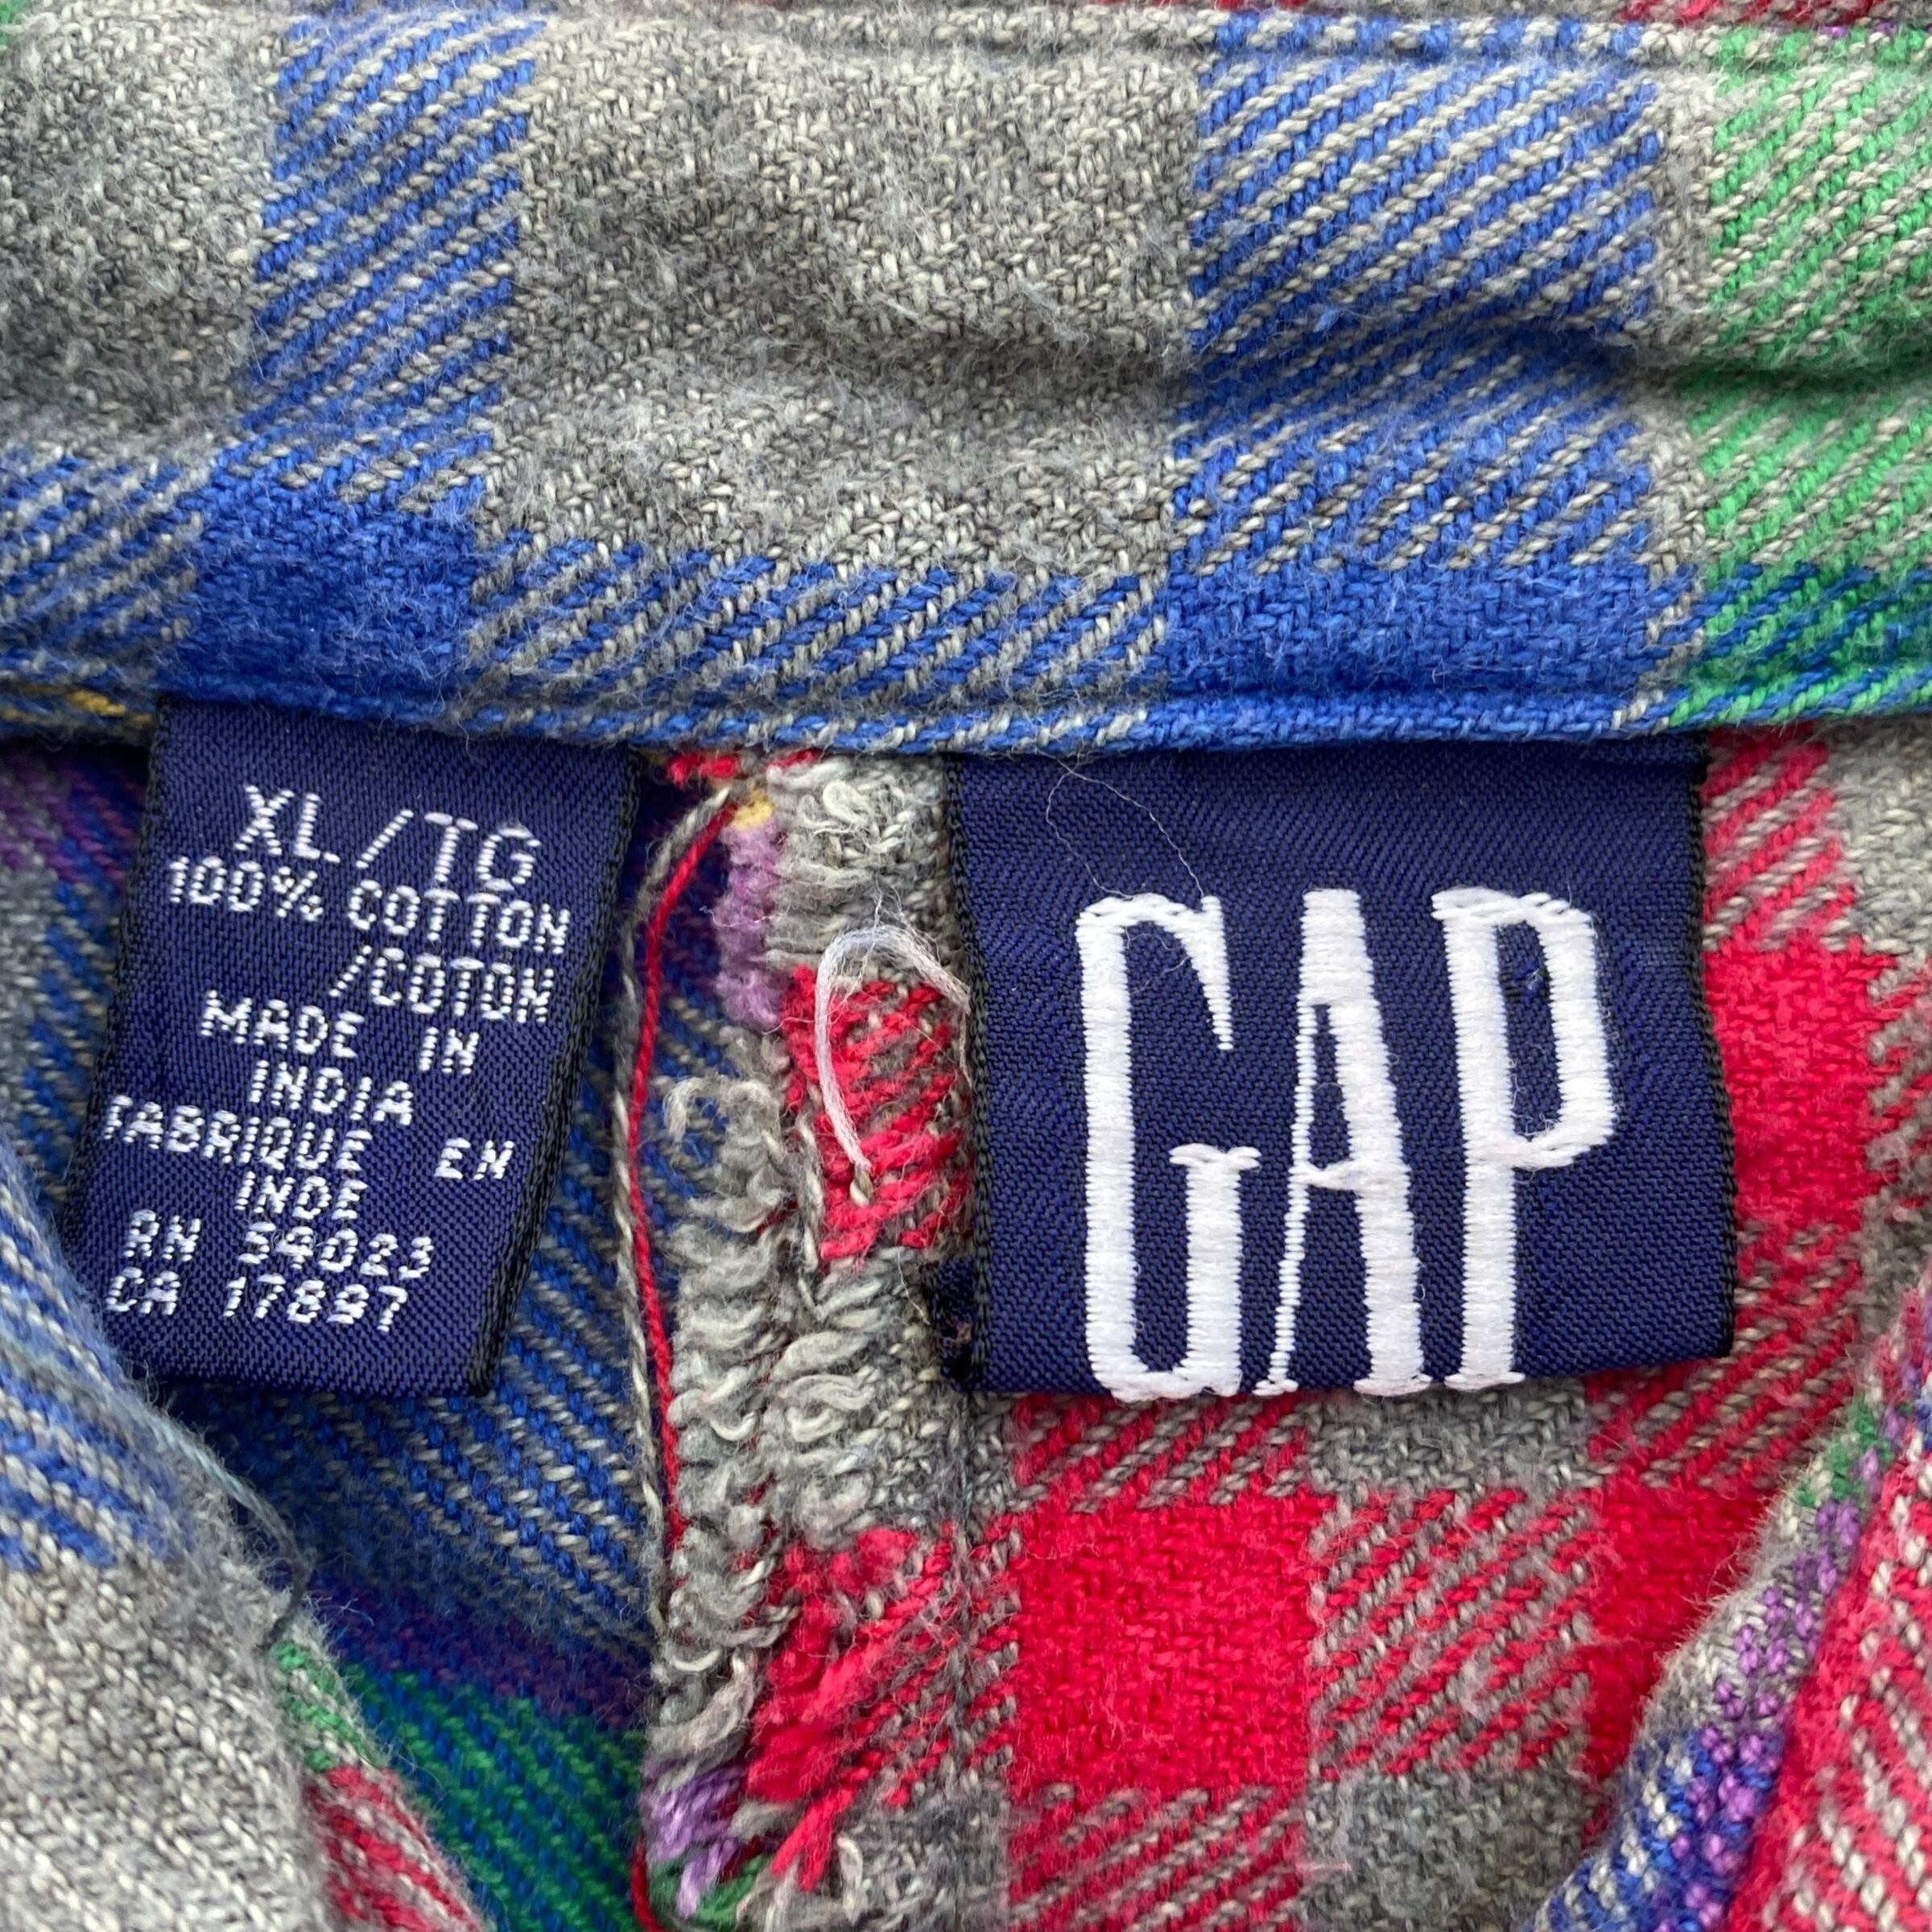 XL/TG
100% COTTON
/COTON
MADE IN
INDIA
FABRIQUE EN
INDE
RN 54023
CA 17897
GAP